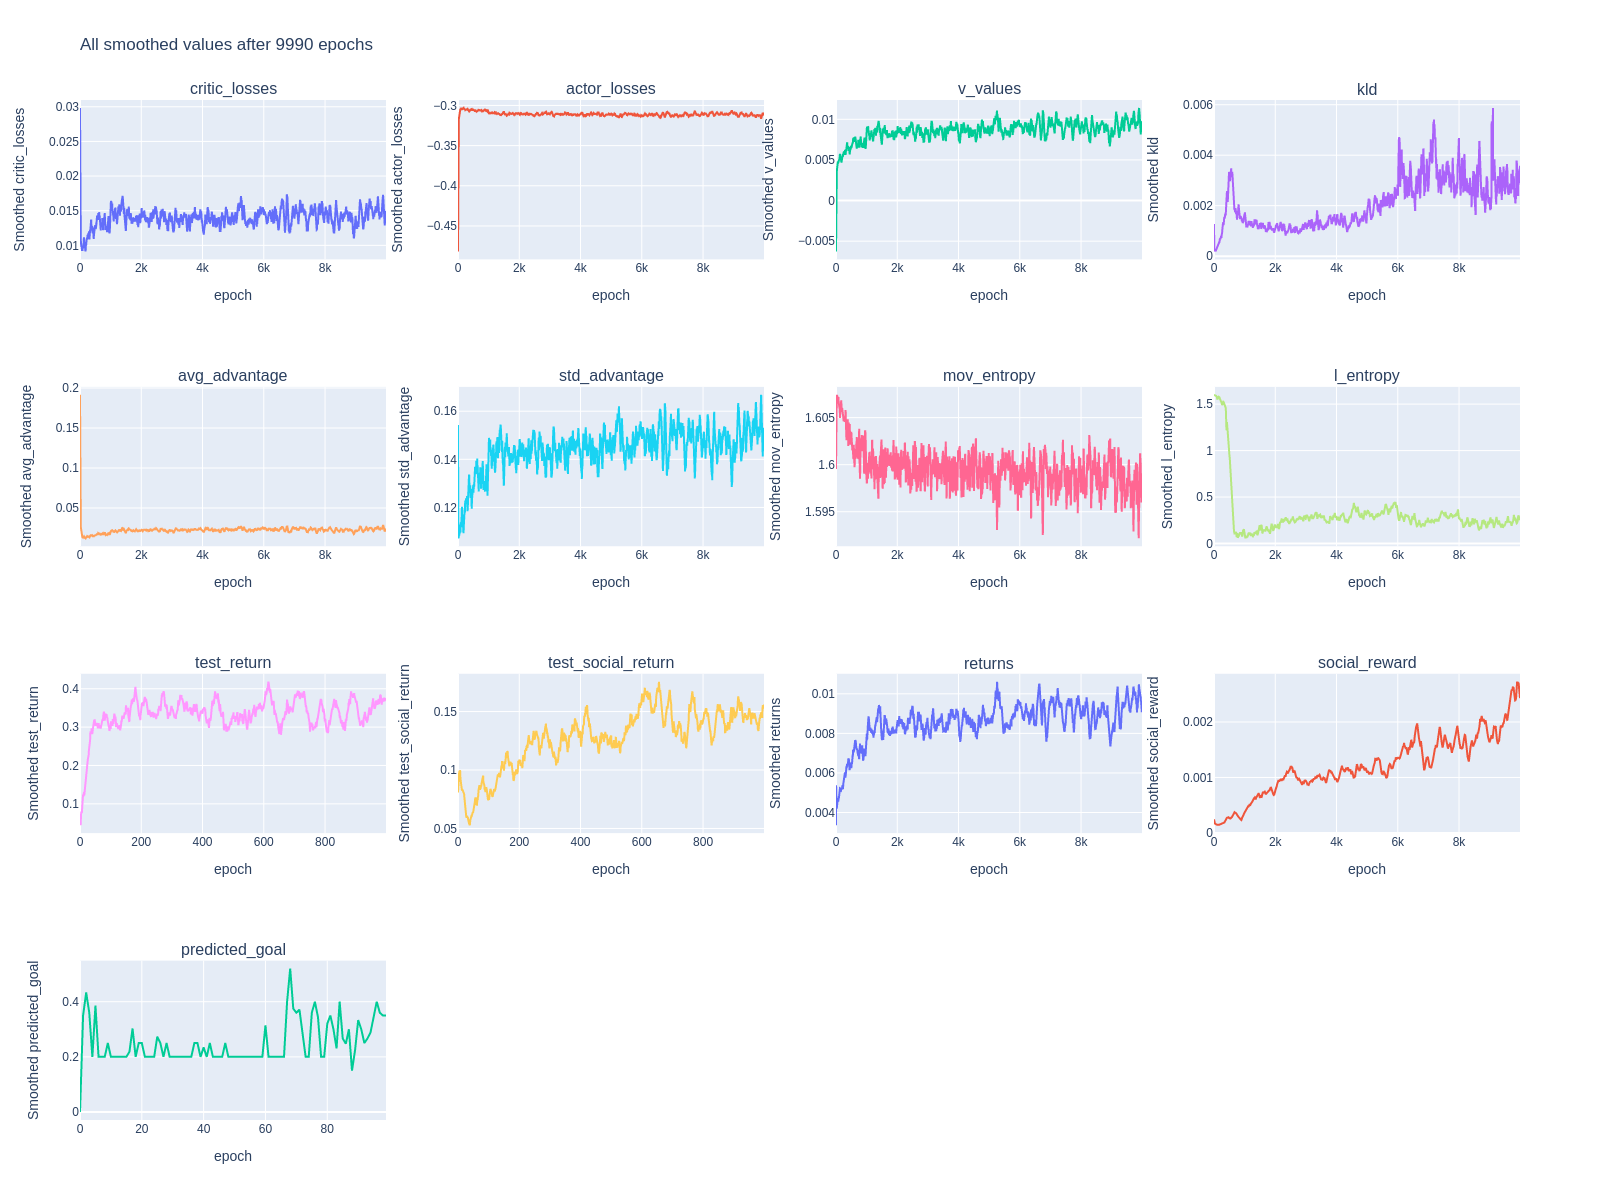 All smoothed values after 9990 epochs
critic_losses
Smoothed critic_losses
0.03
0.025
0.02
0.015
0.01
0
2k
4k
6k
8k
epoch
actor_losses
Smoothed actor_losses
−0.3
−0.35
−0.4
−0.45
0
2k
4k
6k
8k
epoch
v_values
Smoothed v_values
0.01
0.005
0
−0.005
0
2k
4k
6k
8k
epoch
kld
Smoothed kld
0.006
0.004
0.002
0
0
2k
4k
6k
8k
epoch
avg_advantage
Smoothed avg_advantage
0.2
0.15
0.1
0.05
0
2k
4k
6k
8k
epoch
std_advantage
Smoothed std_advantage
0.16
0.14
0.12
0
2k
4k
6k
8k
epoch
mov_entropy
Smoothed mov_entropy
1.605
1.6
1.595
0
2k
4k
6k
8k
epoch
l_entropy
Smoothed l_entropy
1.5
1
0.5
0
0
2k
4k
6k
8k
epoch
test_return
Smoothed test_return
0.4
0.3
0.2
0.1
0
200
400
600
800
epoch
test_social_return
Smoothed test_social_return
0.15
0.1
0.05
0
200
400
600
800
epoch
returns
Smoothed returns
0.01
0.008
0.006
0.004
0
2k
4k
6k
8k
epoch
social_reward
Smoothed social_reward
0.002
0.001
0
0
2k
4k
6k
8k
epoch
predicted_goal
Smoothed predicted_goal
0.4
0.2
0
0
20
40
60
80
epoch